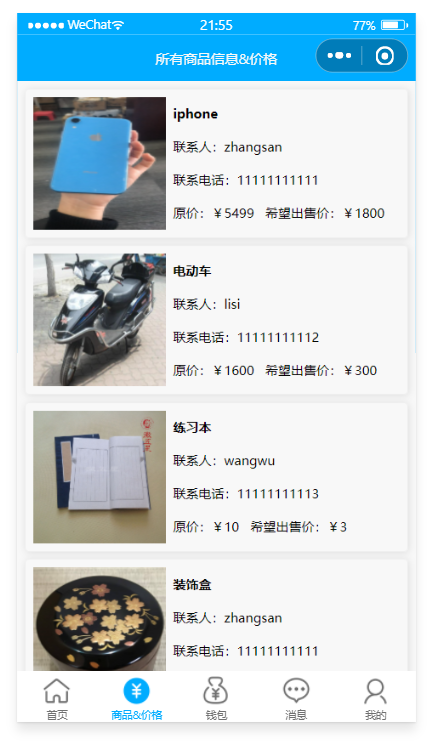 WeChat 21:55 77%
所有商品信息&价格
iphone
联系人：zhangsan
联系电话：11111111111
原价：￥5499 希望出售价：￥1800
电动车
联系人：lisi
联系电话：11111111112
原价：￥1600 希望出售价：￥300
练习本
联系人：wangwu
联系电话：11111111113
原价：￥10 希望出售价：￥3
装饰盒
联系人：zhangsan
联系电话：11111111111
首页 商品&价格 钱包 消息 我的